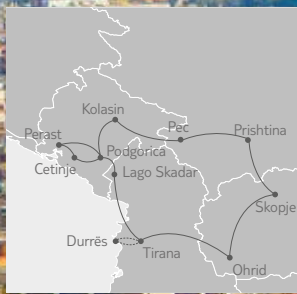 Kolasin
Pec
Prishtina
Perast
Podgorica
Cetinje
Lago Skadar
Skopje
Durrës
Tirana
Ohrid